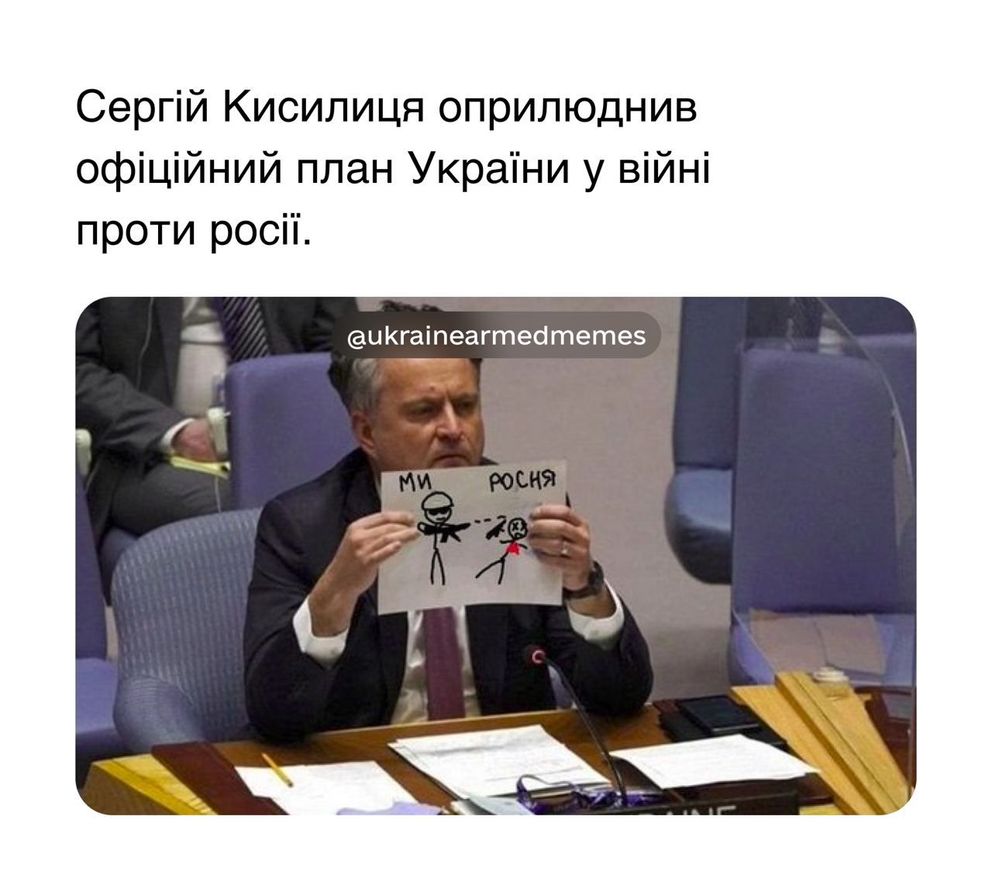 Сергій Кисилиця оприлюднив
офіційний план України у війні
проти росії.
@ukrainearmedmemes
МИ РОСНЯ